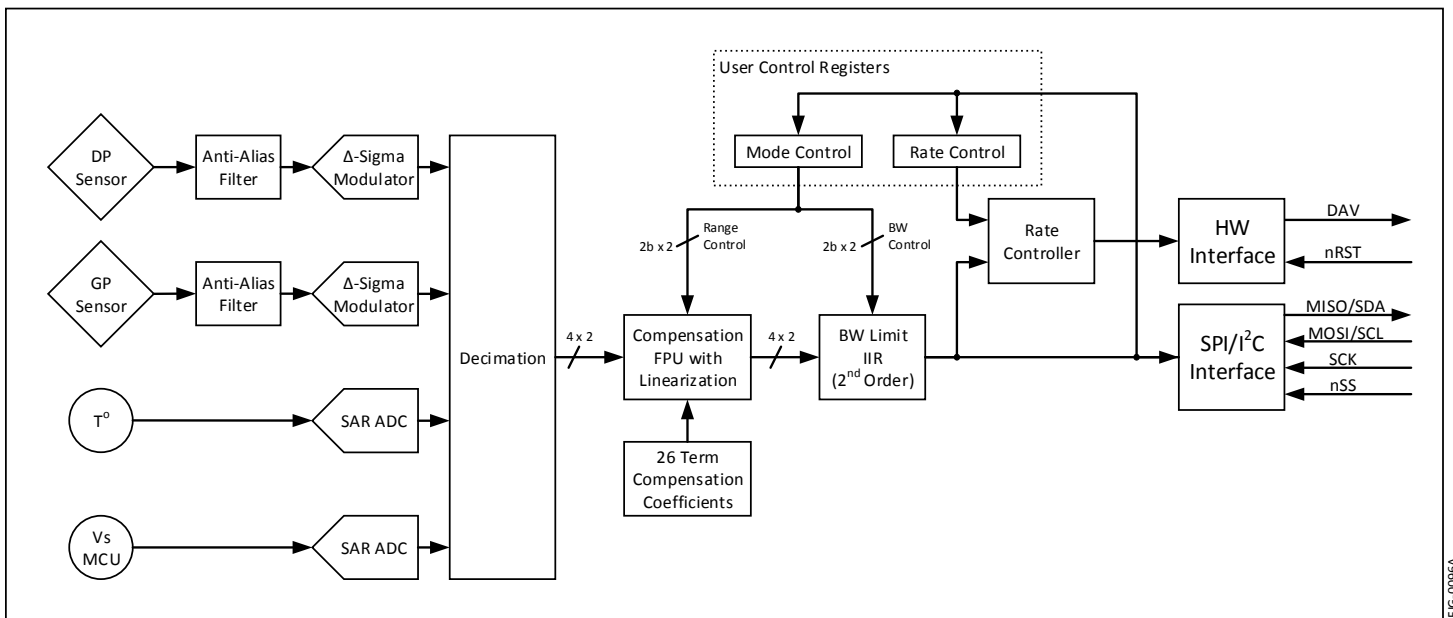 User Control Registers
Mode Control
Rate Control
DP
Sensor
Anti-Alias
Filter
Δ-Sigma
Modulator
GP
Sensor
Anti-Alias
Filter
Δ-Sigma
Modulator
T°
SAR ADC
Vs
MCU
SAR ADC
Decimation
4 x 2
2b x 2
Range
Control
2b x 2
BW
Control
Compensation
FPU with
Linearization
4 x 2
26 Term
Compensation
Coefficients
BW Limit
IIR
(2nd Order)
Rate
Controller
HW
Interface
DAV
nRST
SPI/I²C
Interface
MISO/SDA
MOSI/SCL
SCK
nSS
FIG-0096A